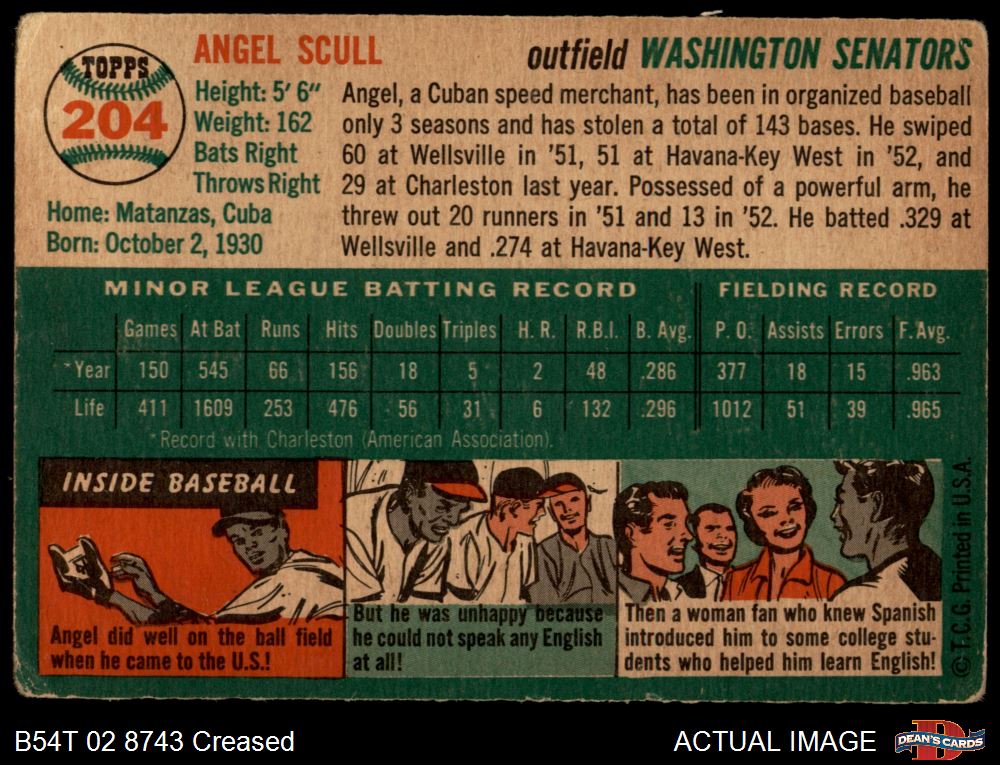 TOPPS
204
ANGEL SCULL
outfield WASHINGTON SENATORS
Height: 5' 6"
Weight: 162
Bats Right
Throws Right
Home: Matanzas, Cuba
Born: October 2, 1930
Angel, a Cuban speed merchant, has been in organized baseball
only 3 seasons and has stolen a total of 143 bases. He swiped
60 at Wellsville in '51, 51 at Havana-Key West in '52, and
29 at Charleston last year. Possessed of a powerful arm, he
threw out 20 runners in '51 and 13 in '52. He batted .329 at
Wellsville and .274 at Havana-Key West.
MINOR LEAGUE BATTING RECORD FIELDING RECORD
Games At Bat Runs Hits Doubles Triples H. R. R.B.I. B. Avg. P. O. Assists Errors F. Avg.
*Year 150 545 66 156 18 5 2 48 .286 377 18 15 .963
Life 411 1609 253 476 56 31 6 132 .296 1012 51 39 .965
*Record with Charleston (American Association).
INSIDE BASEBALL
Angel did well on the ball field
when he came to the U.S.!
But he was unhappy because
he could not speak any English
at all!
Then a woman fan who knew Spanish
introduced him to some college stu-
dents who helped him learn English!
© T.C.G. Printed in U.S.A.
B54T 02 8743 Creased
ACTUAL IMAGE
DEAN'S CARDS